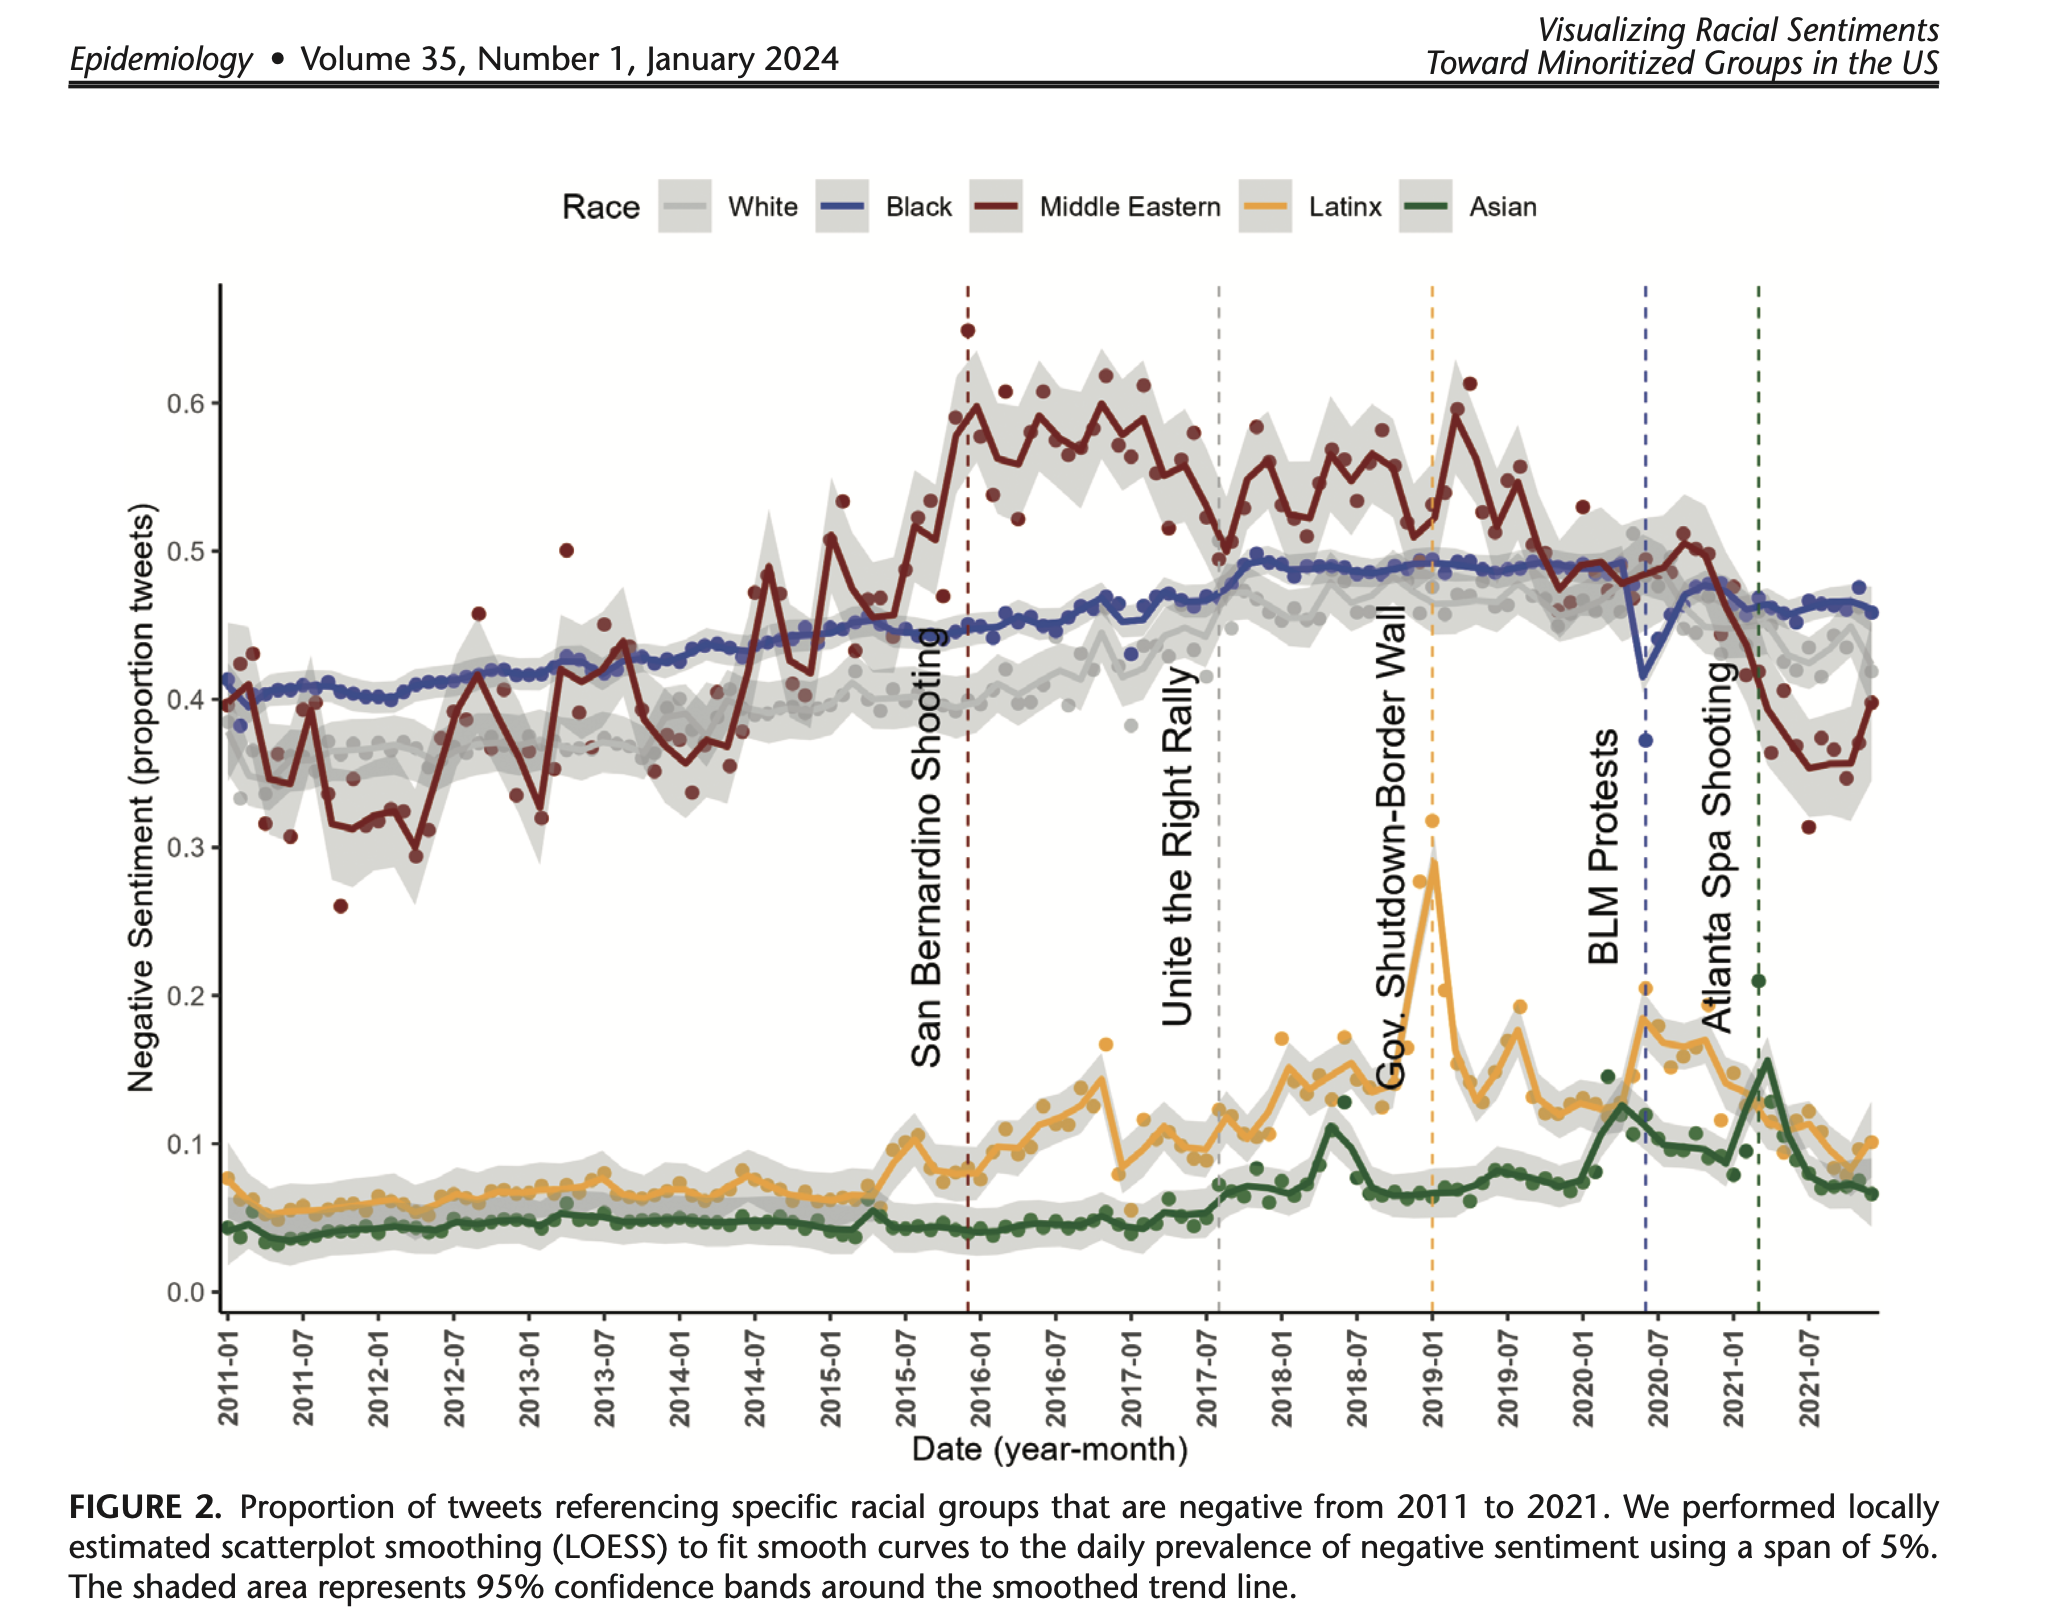 Visualizing Racial Sentiments
Epidemiology • Volume 35, Number 1, January 2024
Toward Minoritized Groups in the US
Race White Black Middle Eastern Latinx Asian
Negative Sentiment (proportion tweets)
0.6
0.5
0.4
0.3
0.2
0.1
0.0
San Bernardino Shooting
Unite the Right Rally
Gov. Shutdown-Border Wall
BLM Protests
Atlanta Spa Shooting
2011-01
2011-07
2012-01
2012-07
2013-01
2013-07
2014-01
2014-07
2015-01
2015-07
2016-01
2016-07
2017-01
2017-07
2018-01
2018-07
2019-01
2019-07
2020-01
2020-07
2021-01
2021-07
Date (year-month)
FIGURE 2. Proportion of tweets referencing specific racial groups that are negative from 2011 to 2021. We performed locally
estimated scatterplot smoothing (LOESS) to fit smooth curves to the daily prevalence of negative sentiment using a span of 5%.
The shaded area represents 95% confidence bands around the smoothed trend line.